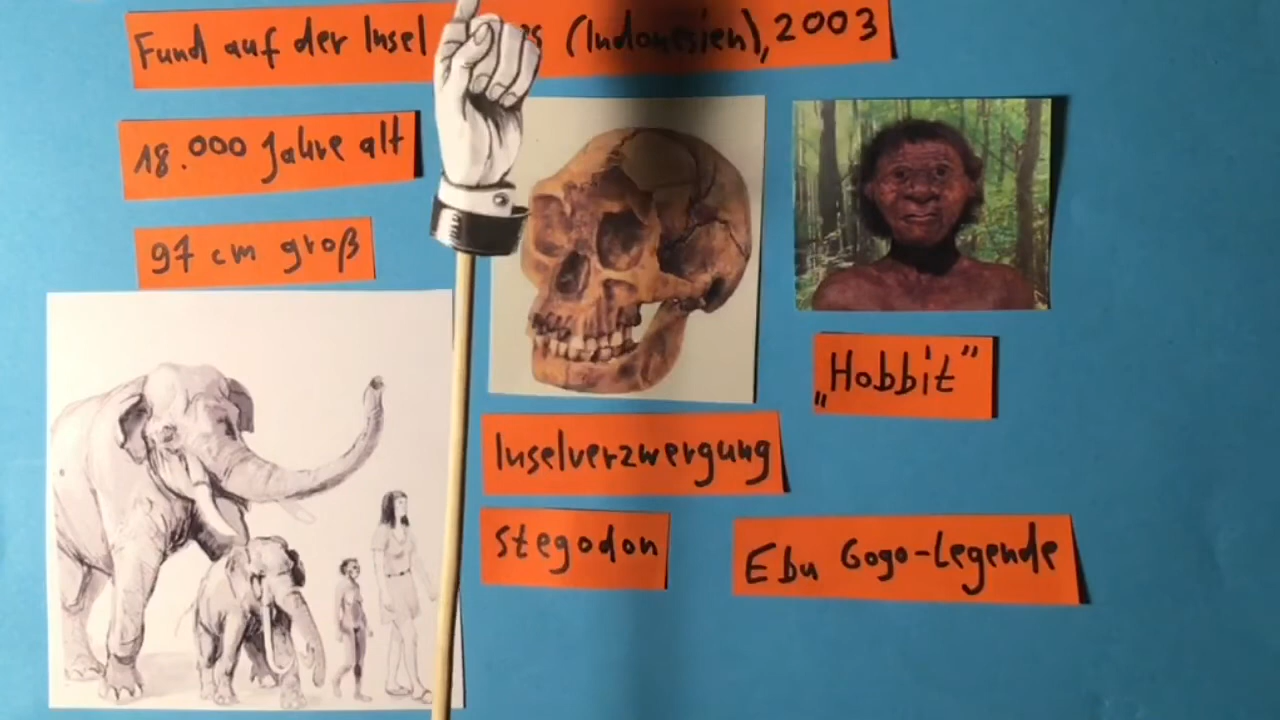 Fund auf der Insel (Indonesien), 2003
18.000 Jahre alt
97 cm groß
„Hobbit”
Inselverzwergung
Stegodon
Ebu Gogo-Legende